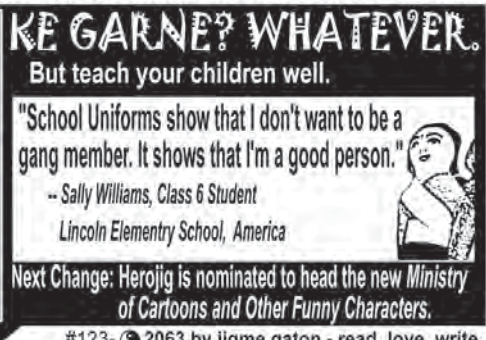 KE GARNE? WHATEVER.
But teach your children well.
"School Uniforms show that I don't want to be a
gang member. It shows that I'm a good person."
-- Sally Williams, Class 6 Student
Lincoln Elementry School, America
Next Change: Herojig is nominated to head the new Ministry
of Cartoons and Other Funny Characters.
#123- 2063 by jigme gaton - read, love, write